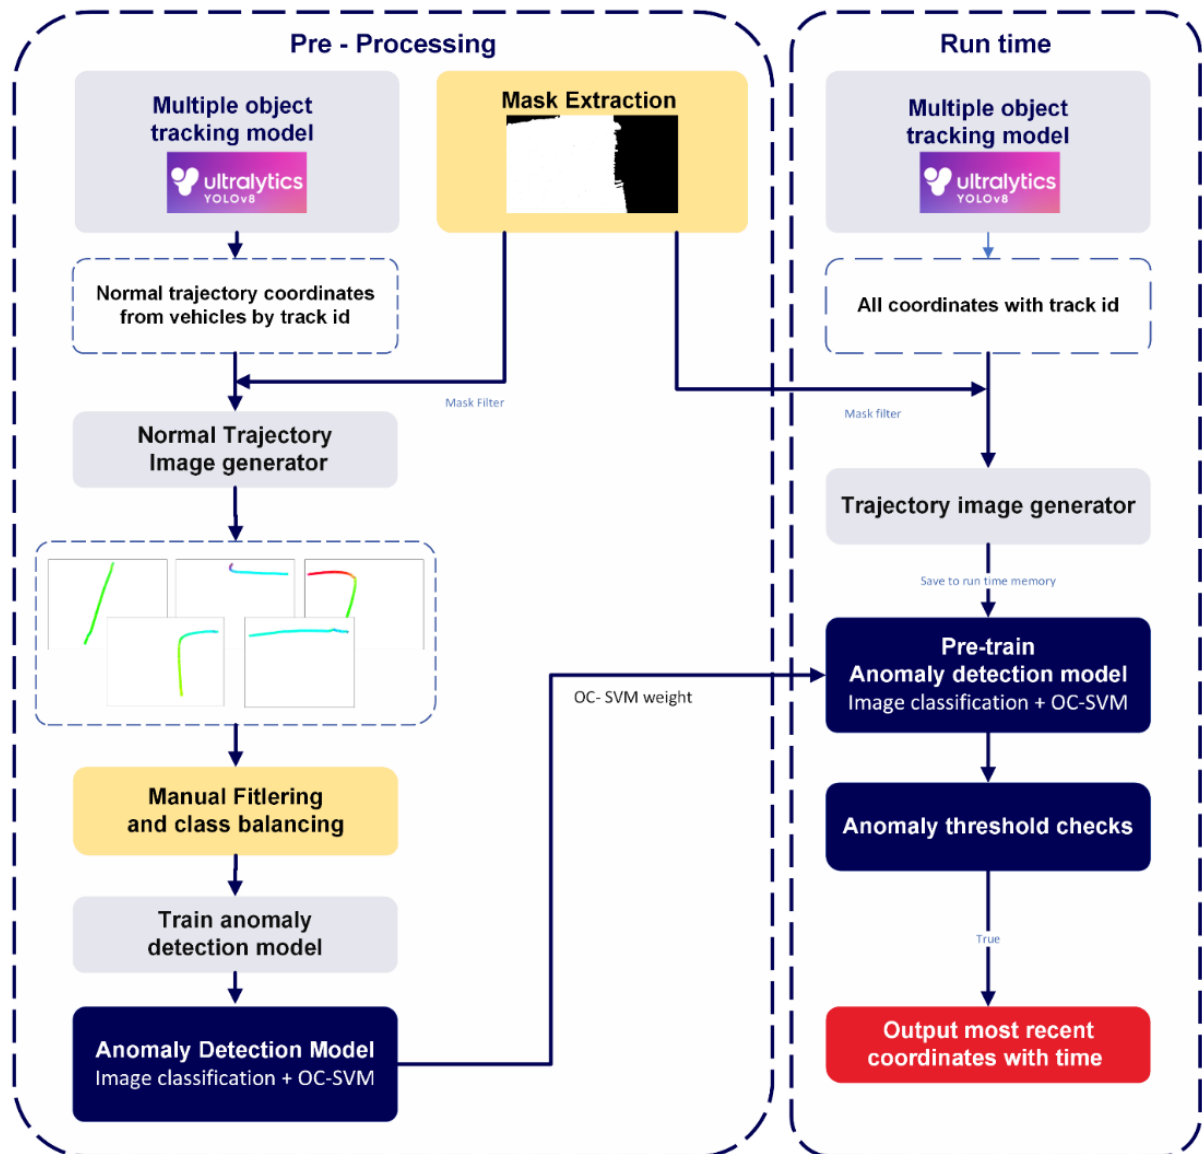 Pre - Processing
Multiple object
tracking model
ultralytics
YOLOv8
Mask Extraction
Normal trajectory coordinates
from vehicles by track id
Mask Filter
Normal Trajectory
Image generator
Manual Fitlering
and class balancing
Train anomaly
detection model
Anomaly Detection Model
Image classification + OC-SVM
OC- SVM weight
Run time
Multiple object
tracking model
ultralytics
YOLOv8
All coordinates with track id
Mask filter
Trajectory image generator
Save to run time memory
Pre-train
Anomaly detection model
Image classification + OC-SVM
Anomaly threshold checks
True
Output most recent
coordinates with time